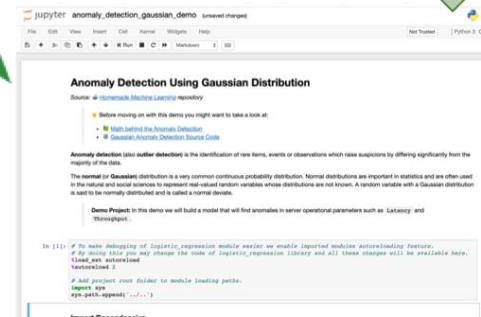 jupyter anomaly_detection_gaussian_demo (unsaved changes)
File Edit View Insert Cell Kernel Widgets Help Not Trusted Python 3
Run Markdown
Anomaly Detection Using Gaussian Distribution
Source: Homemade Machine Learning repository
Before moving on with this demo you might want to take a look at:
Math behind the Anomaly Detection
Gaussian Anomaly Detection Source Code
Anomaly detection (also outlier detection) is the identification of rare items, events or observations which raise suspicions by differing significantly from the
majority of the data.
The normal (or Gaussian) distribution is a very common continuous probability distribution. Normal distributions are important in statistics and are often used
in the natural and social sciences to represent real-valued random variables whose distributions are not known. A random variable with a Gaussian distribution
is said to be normally distributed and is called a normal deviate.
Demo Project: In this demo we will build a model that will find anomalies in server operational parameters such as Latency and
Throughput.
In [1]: # To make debugging of logistic_regression module easier we enable imported modules autoreloading feature.
# By doing this you may change the code of logistic_regression library and all these changes will be available here.
%load_ext autoreload
%autoreload 2
# Add project root folder to module loading paths.
import sys
sys.path.append('../..')
Import Dependencies